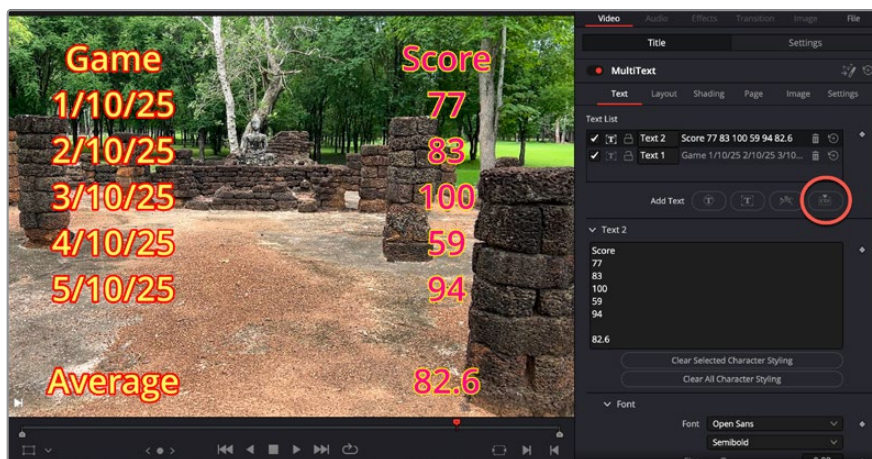 Video Audio Effects Transition Image File
Title Settings
MultiText
Text Layout Shading Page Image Settings
Text List
Text 2 Score 77 83 100 59 94 82.6
Text 1 Game 1/10/25 2/10/25 3/10...
Add Text
Text 2
Score
77
83
100
59
94
82.6
Clear Selected Character Styling
Clear All Character Styling
Font
Font Open Sans
Semibold
Game Score
1/10/25 77
2/10/25 83
3/10/25 100
4/10/25 59
5/10/25 94
Average 82.6